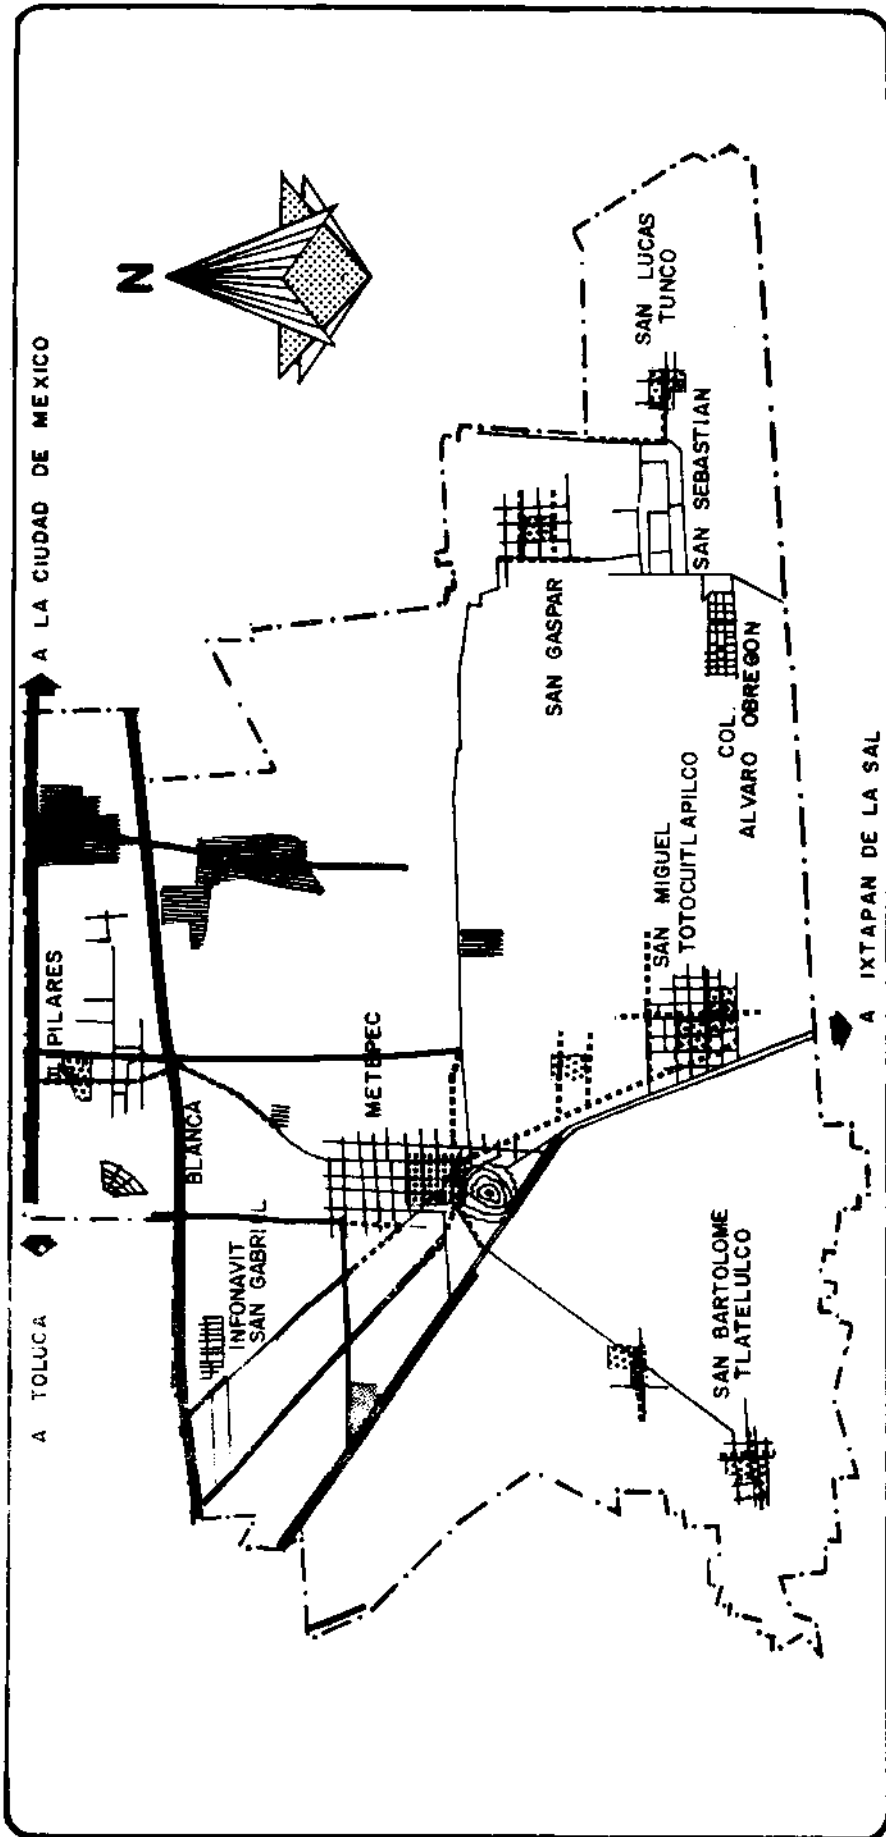 A TOLUCA
A LA CIUDAD DE MEXICO
N
PILARES
BLANCA
INFONAVIT
SAN GABRIEL
METEPEC
SAN GASPAR
SAN LUCAS
TUNCO
SAN SEBASTIAN
COL.
ALVARO OBREGON
SAN MIGUEL
TOTOCUITLAPILCO
SAN BARTOLOME
TLATELULCO
A IXTAPAN DE LA SAL